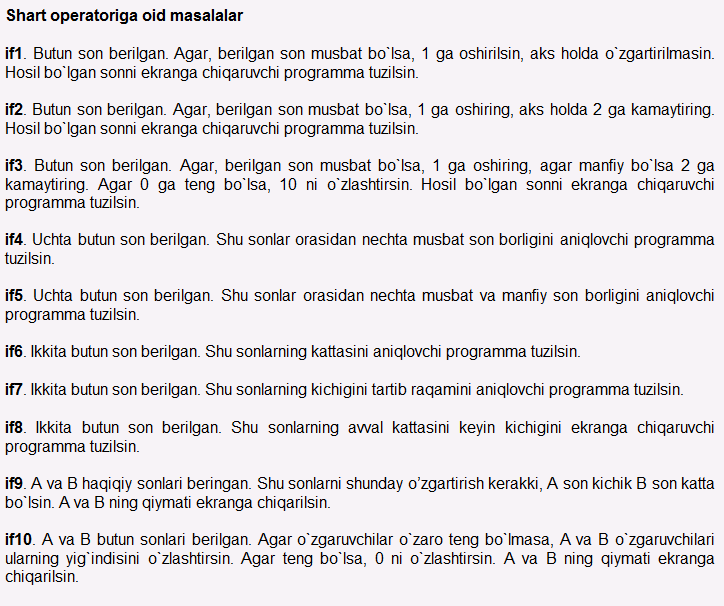 Shart operatoriga oid masalalar
if1. Butun son berilgan. Agar, berilgan son musbat bo`lsa, 1 ga oshirilsin, aks holda o`zgartirilmasin.
Hosil bo`lgan sonni ekranga chiqaruvchi programma tuzilsin.
if2. Butun son berilgan. Agar, berilgan son musbat bo`lsa, 1 ga oshiring, aks holda 2 ga kamaytiring.
Hosil bo`lgan sonni ekranga chiqaruvchi programma tuzilsin.
if3. Butun son berilgan. Agar, berilgan son musbat bo`lsa, 1 ga oshiring, agar manfiy bo`lsa 2 ga
kamaytiring. Agar 0 ga teng bo`lsa, 10 ni o`zlashtirsin. Hosil bo`lgan sonni ekranga chiqaruvchi
programma tuzilsin.
if4. Uchta butun son berilgan. Shu sonlar orasidan nechta musbat son borligini aniqlovchi programma
tuzilsin.
if5. Uchta butun son berilgan. Shu sonlar orasidan nechta musbat va manfiy son borligini aniqlovchi
programma tuzilsin.
if6. Ikkita butun son berilgan. Shu sonlarning kattasini aniqlovchi programma tuzilsin.
if7. Ikkita butun son berilgan. Shu sonlarning kichigini tartib raqamini aniqlovchi programma tuzilsin.
if8. Ikkita butun son berilgan. Shu sonlarning avval kattasini keyin kichigini ekranga chiqaruvchi
programma tuzilsin.
if9. A va B haqiqiy sonlari beringan. Shu sonlarni shunday o’zgartirish kerakki, A son kichik B son katta
bo`lsin. A va B ning qiymati ekranga chiqarilsin.
if10. A va B butun sonlari berilgan. Agar o`zgaruvchilar o`zaro teng bo`lmasa, A va B o`zgaruvchilari
ularning yig`indisini o`zlashtirsin. Agar teng bo`lsa, 0 ni o`zlashtirsin. A va B ning qiymati ekranga
chiqarilsin.